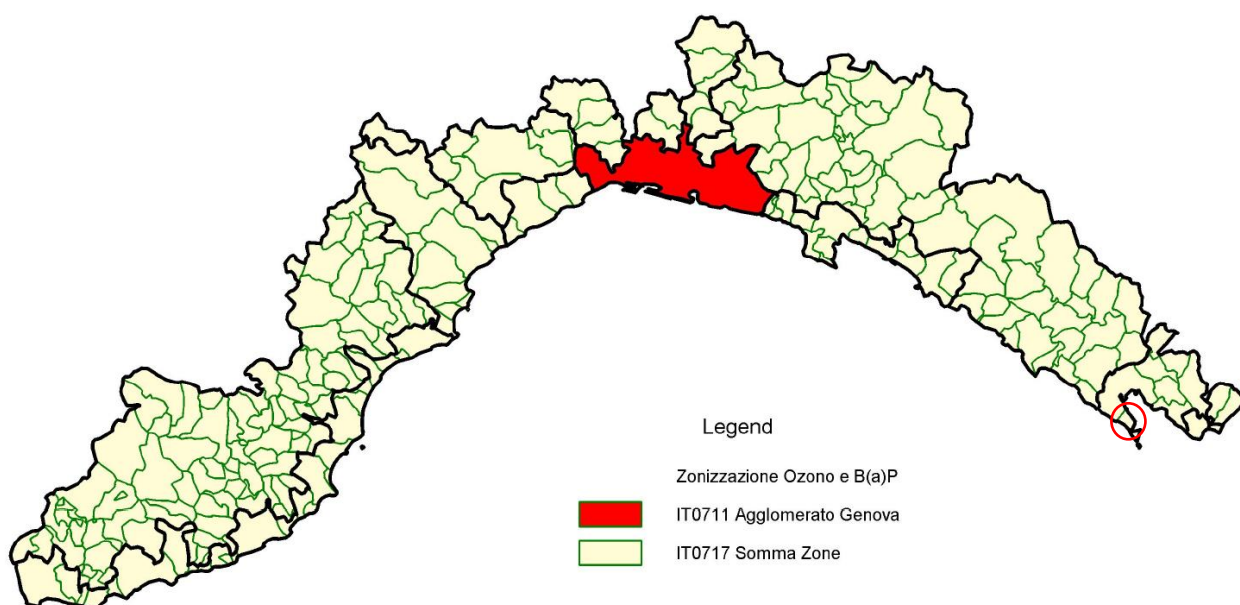 Legend
Zonizzazione Ozono e B(a)P
IT0711 Agglomerato Genova
IT0717 Somma Zone